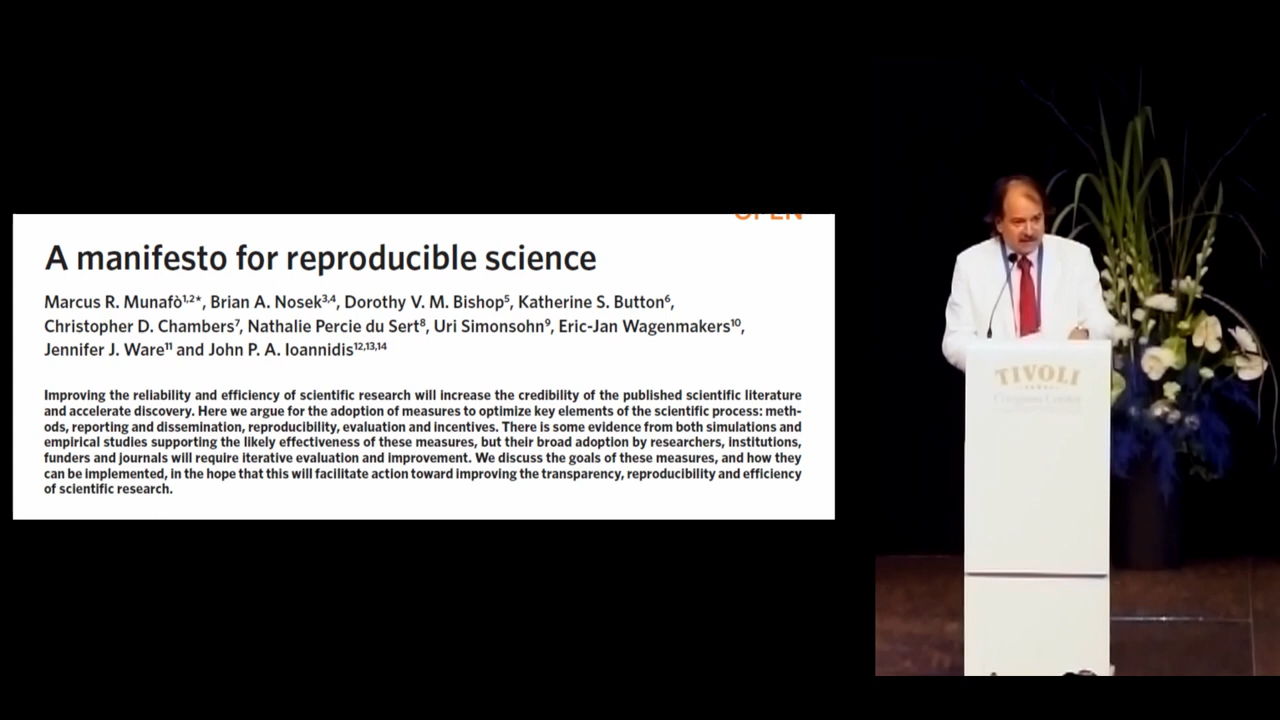 OPEN
A manifesto for reproducible science
Marcus R. Munafò1,2*, Brian A. Nosek3,4, Dorothy V. M. Bishop5, Katherine S. Button6,
Christopher D. Chambers7, Nathalie Percie du Sert8, Uri Simonsohn9, Eric-Jan Wagenmakers10,
Jennifer J. Ware11 and John P. A. Ioannidis12,13,14
Improving the reliability and efficiency of scientific research will increase the credibility of the published scientific literature
and accelerate discovery. Here we argue for the adoption of measures to optimize key elements of the scientific process: meth-
ods, reporting and dissemination, reproducibility, evaluation and incentives. There is some evidence from both simulations and
empirical studies supporting the likely effectiveness of these measures, but their broad adoption by researchers, institutions,
funders and journals will require iterative evaluation and improvement. We discuss the goals of these measures, and how they
can be implemented, in the hope that this will facilitate action toward improving the transparency, reproducibility and efficiency
of scientific research.
TIVOLI